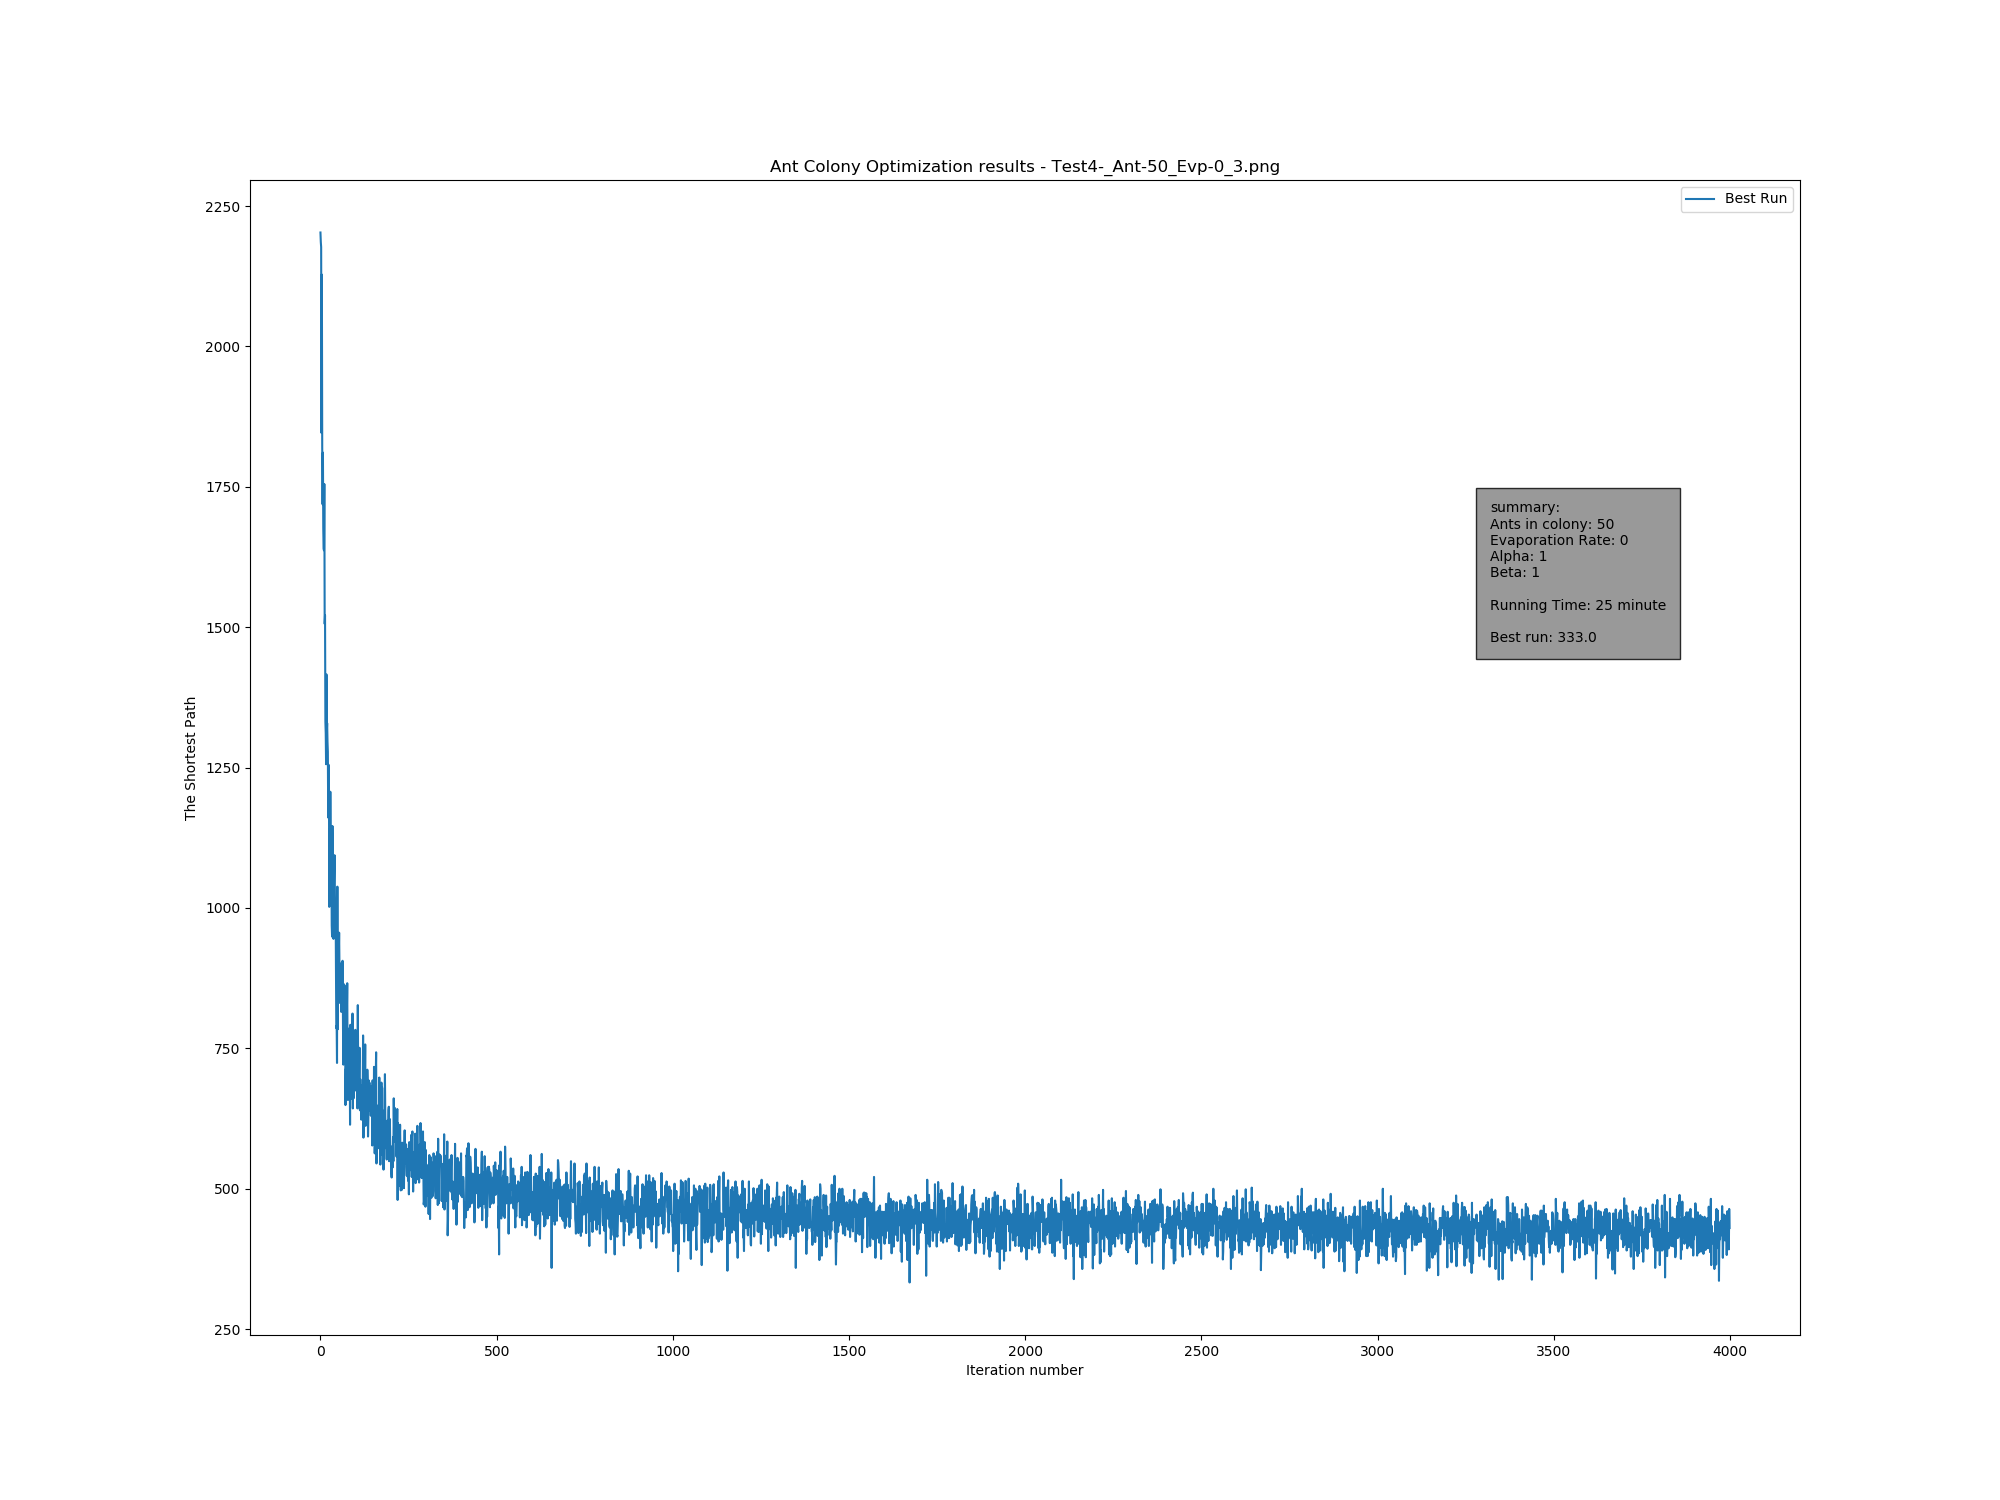 Ant Colony Optimization results - Test4-_Ant-50_Evp-0_3.png
Best Run
2250
2000
1750
1500
1250
1000
750
500
250
The Shortest Path
summary:
Ants in colony: 50
Evaporation Rate: 0
Alpha: 1
Beta: 1
Running Time: 25 minute
Best run: 333.0
0 500 1000 1500 2000 2500 3000 3500 4000
Iteration number